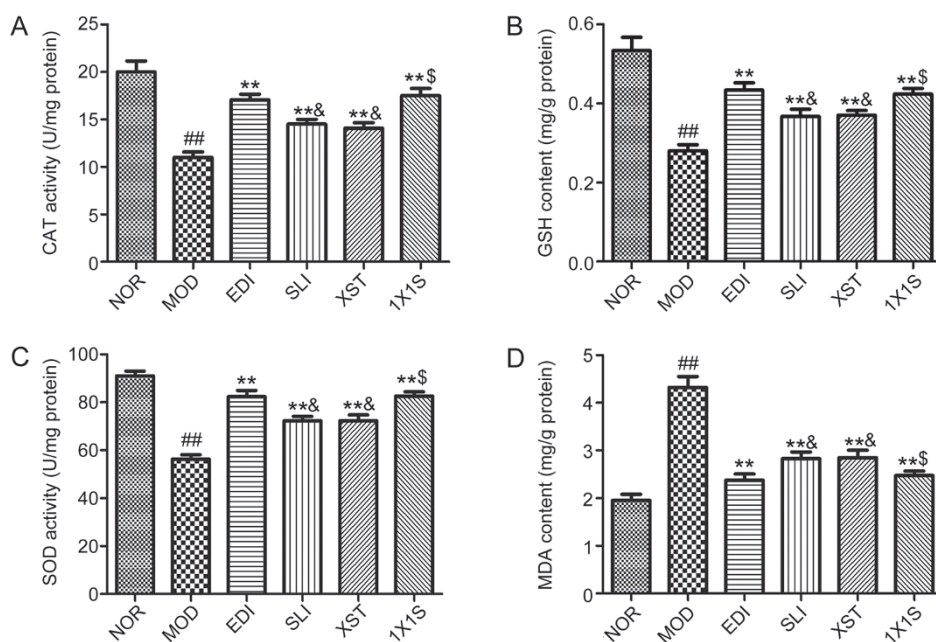 A
CAT activity (U/mg protein)
25
20
15
10
5
0
##
**
**&
**&
**$
NOR
MOD
EDI
SLI
XST
1X1S
B
GSH content (mg/g protein)
0.6
0.4
0.2
0.0
##
**
**&
**&
**$
NOR
MOD
EDI
SLI
XST
1X1S
C
SOD activity (U/mg protein)
100
80
60
40
20
0
##
**
**&
**&
**$
NOR
MOD
EDI
SLI
XST
1X1S
D
MDA content (mg/g protein)
5
4
3
2
1
0
##
**
**&
**&
**$
NOR
MOD
EDI
SLI
XST
1X1S